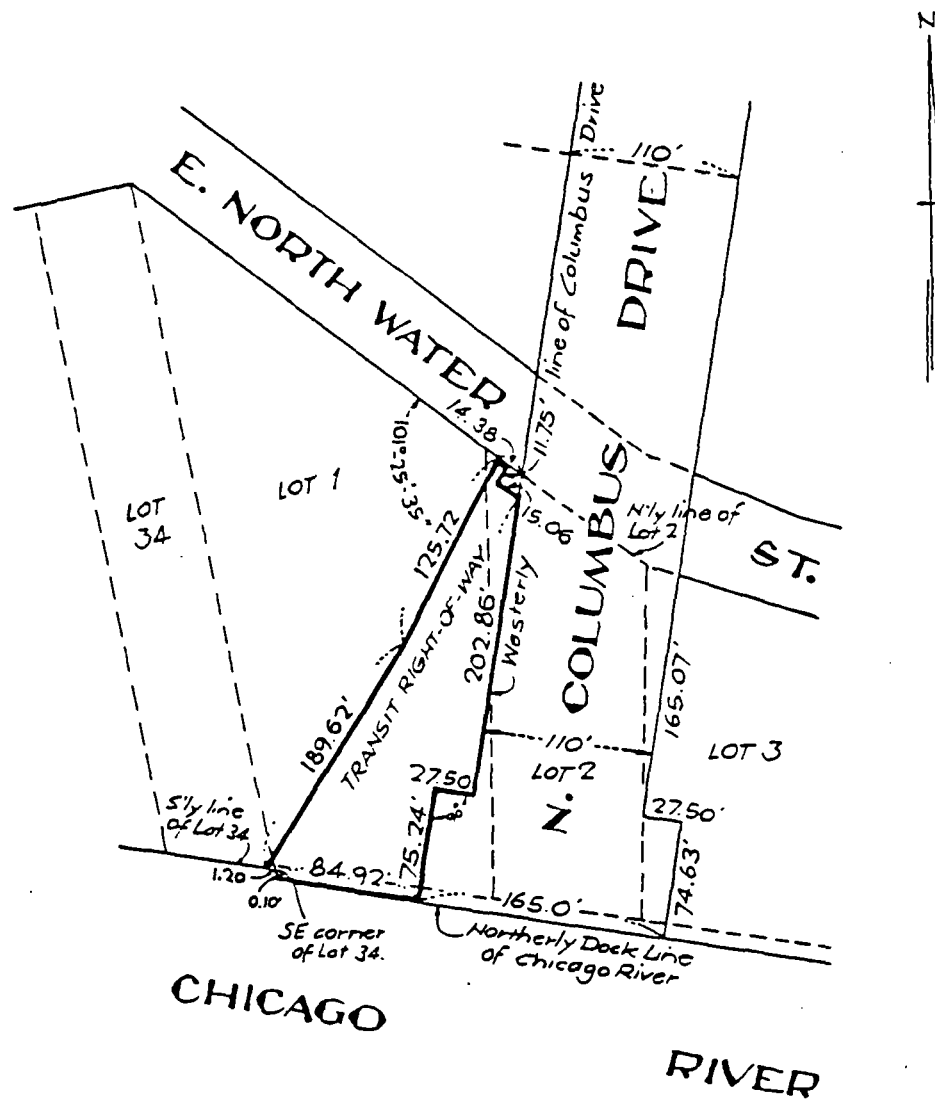 N
Drive
110'
E. NORTH WATER
line of Columbus
DRIVE
14.38
11.75'
101°-25'-35"
LOT 1
LOT
34
15.06
N'ly line of
Lot 2
ST.
125.72
COLUMBUS
TRANSIT RIGHT-OF-WAY
202.86'
Westerly
165.07'
189.62'
110'
LOT 2
LOT 3
27.50
N.
27.50'
S'ly line
of Lot 34
75.24'
74.63'
1.20
84.92'
0.10'
165.0'
SE corner
of Lot 34.
Northerly Dock Line
of Chicago River
CHICAGO
RIVER